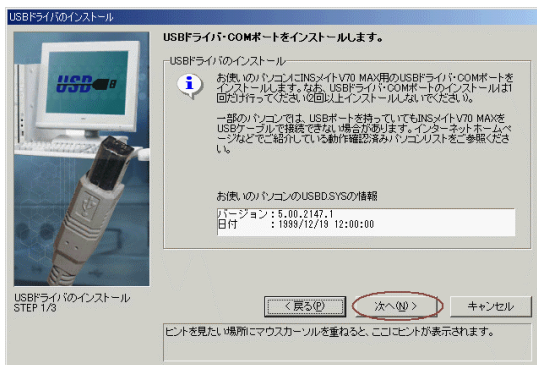 USBドライバのインストール
USB
USBドライバ・COMポートをインストールします。
USBドライバのインストール
お使いのパソコンにINSメイトV70 MAX用のUSBドライバ・COMポートを
インストールします。なお、USBドライバ・COMポートのインストールは1
回だけ行ってください(2回以上インストールしないでください)。
一部のパソコンでは、USBポートを持っていてもINSメイトV70 MAXを
USBケーブルで接続できない場合があります。インターネットホームペ
ージなどでご紹介している動作確認済みパソコンリストをご参照くださ
い。
お使いのパソコンのUSBD.SYSの情報
バージョン：5.00.2147.1
日付　　　：1999/12/19 12:00:00
USBドライバのインストール
STEP 1/3
< 戻る(P)
次へ(N) >
キャンセル
ヒントを見たい場所にマウスカーソルを重ねると、ここにヒントが表示されます。